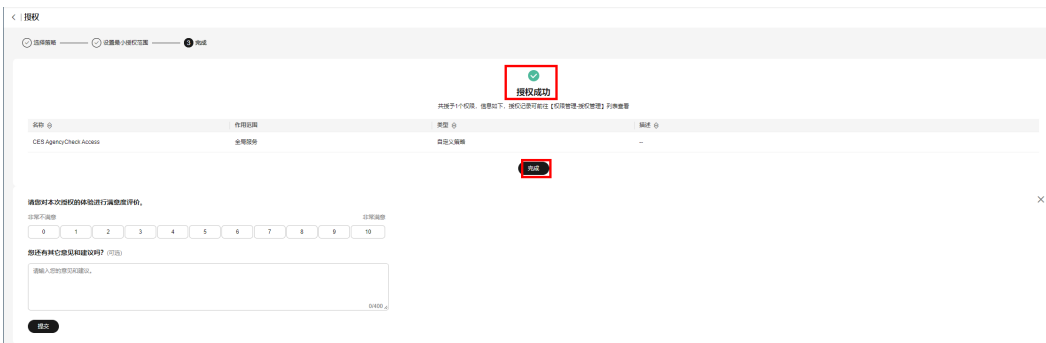 < | 授权
选择策略 设置最小授权范围 3 完成
授权成功
共授予1个权限，信息如下，授权记录可前往【权限管理-授权管理】列表查看
名称 作用范围 类型 描述
CES AgencyCheck Access 全局服务 自定义策略 --
完成
请您对本次授权的体验进行满意度评价。
非常不满意 非常满意
0 1 2 3 4 5 6 7 8 9 10
您还有其它意见和建议吗？(可选)
请输入您的意见和建议。
0/400
提交